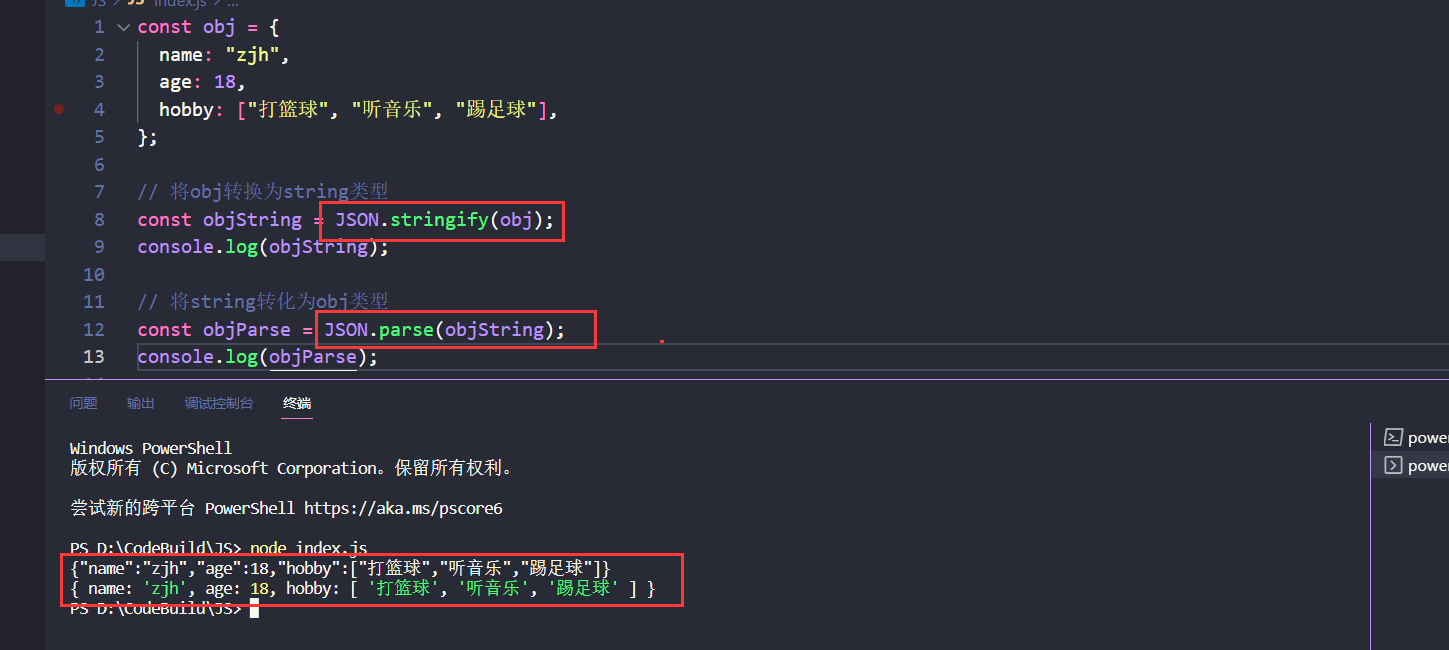 JS > JS index.js > ...
1 const obj = {
2 name: "zjh",
3 age: 18,
4 hobby: ["打篮球", "听音乐", "踢足球"],
5 };
6
7 // 将obj转换为string类型
8 const objString = JSON.stringify(obj);
9 console.log(objString);
10
11 // 将string转化为obj类型
12 const objParse = JSON.parse(objString);
13 console.log(objParse);
问题 输出 调试控制台 终端
Windows PowerShell
版权所有 (C) Microsoft Corporation。保留所有权利。
尝试新的跨平台 PowerShell https://aka.ms/pscore6
PS D:\CodeBuild\JS> node index.js
{"name":"zjh","age":18,"hobby":["打篮球","听音乐","踢足球"]}
{ name: 'zjh', age: 18, hobby: [ '打篮球', '听音乐', '踢足球' ] }
PS D:\CodeBuild\JS>
power
power